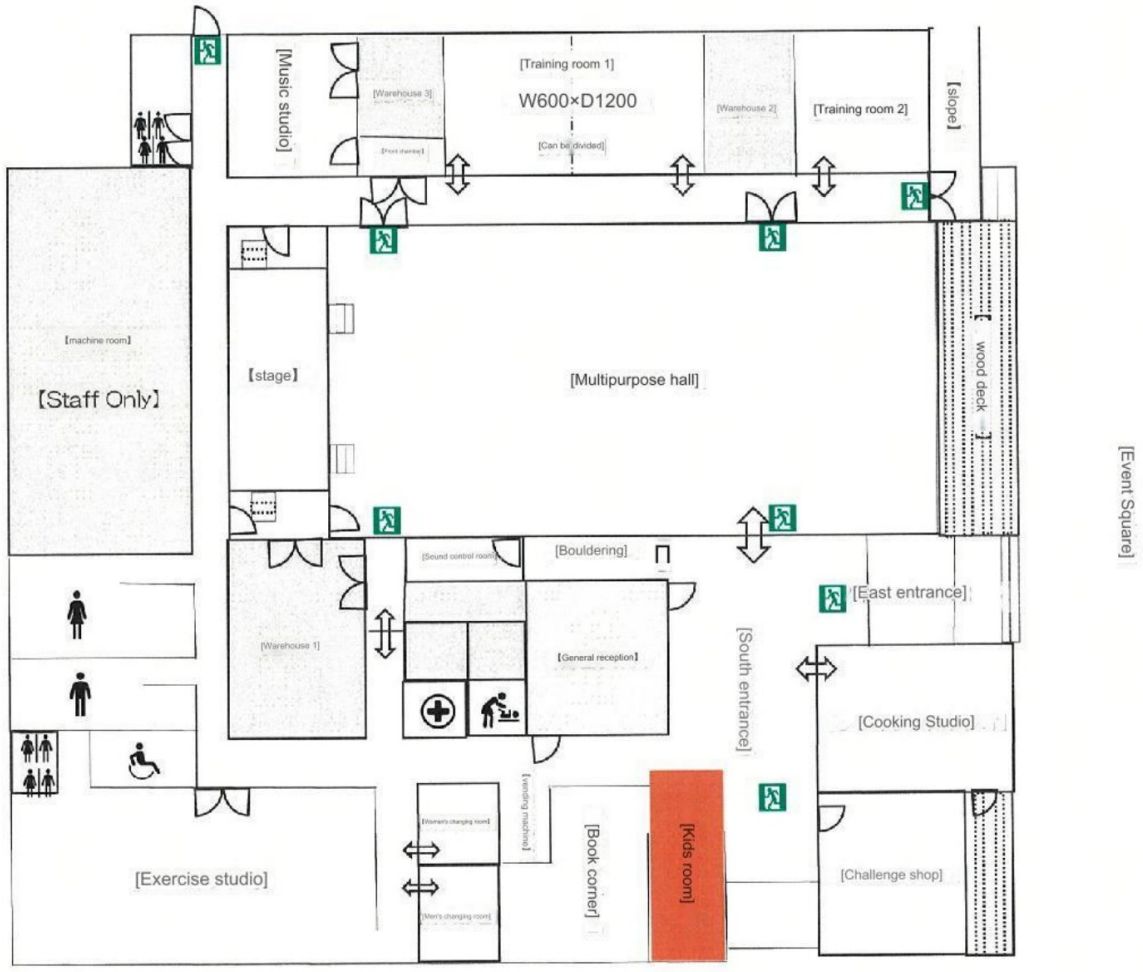 [Music studio]
[Warehouse 3]
[Training room 1]
W600×D1200
[Can be divided]
[Warehouse 2]
[Training room 2]
【slope】
【machine room】
【Staff Only】
【stage】
[Multipurpose hall]
【wood deck】
[Event Square]
[Sound control room]
[Bouldering]
[East entrance]
[Warehouse 1]
【General reception】
[South entrance]
[Cooking Studio]
[vending machine]
[Women's changing room]
[Men's changing room]
[Exercise studio]
[Book corner]
[Kids room]
[Challenge shop]